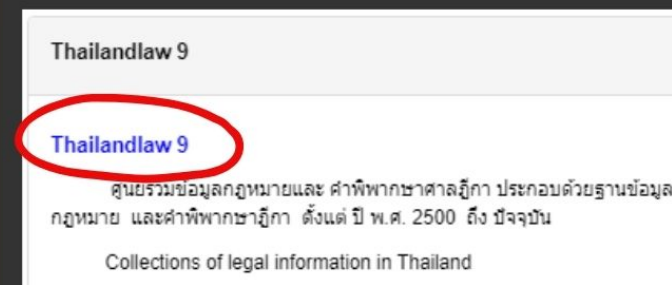 Thailandlaw 9
Thailandlaw 9
ศูนย์รวมข้อมูลกฎหมายและ คำพิพากษาศาลฎีกา ประกอบด้วยฐานข้อมูล
กฎหมาย และคำพิพากษาฎีกา ตั้งแต่ ปี พ.ศ. 2500 ถึง ปัจจุบัน
Collections of legal information in Thailand